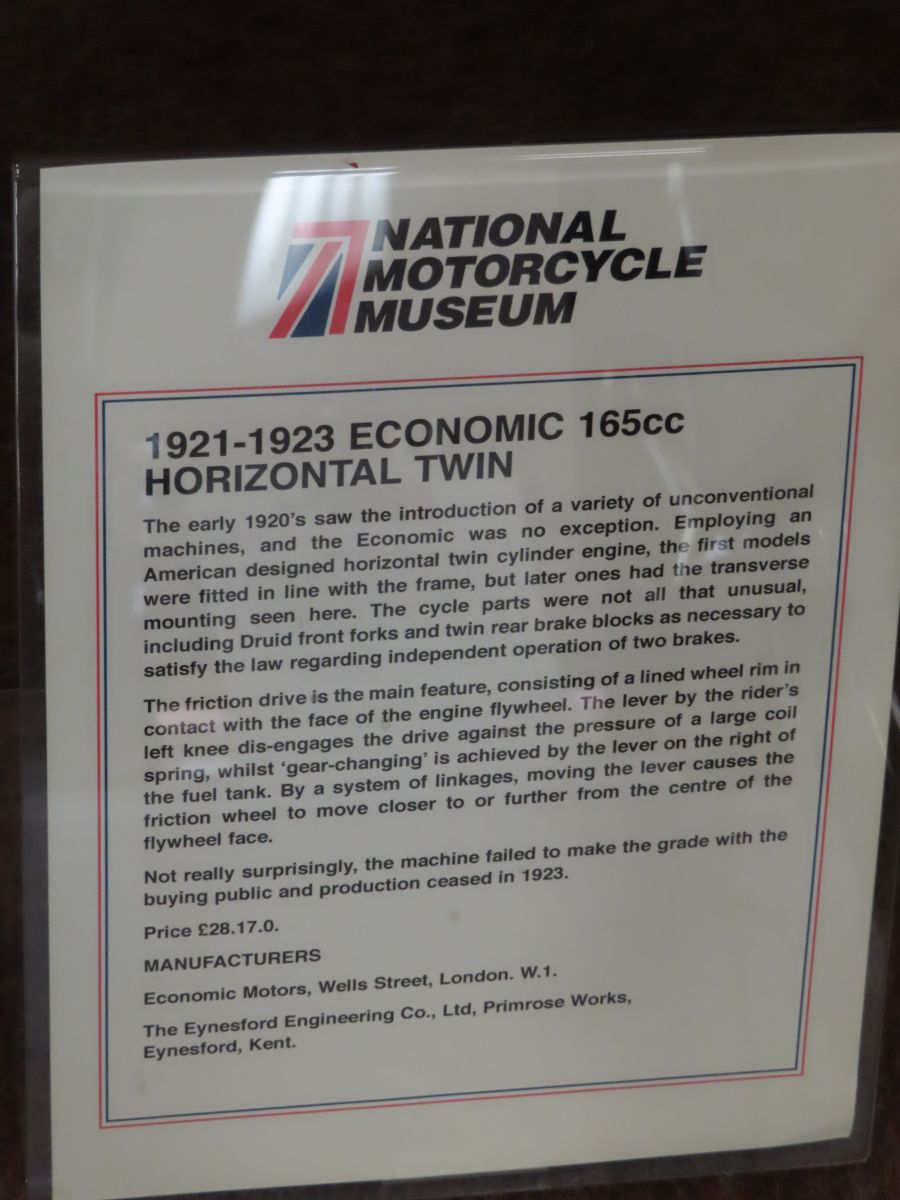 NATIONAL
MOTORCYCLE
MUSEUM
1921-1923 ECONOMIC 165cc
HORIZONTAL TWIN
The early 1920's saw the introduction of a variety of unconventional
machines, and the Economic was no exception. Employing an
American designed horizontal twin cylinder engine, the first models
were fitted in line with the frame, but later ones had the transverse
mounting seen here. The cycle parts were not all that unusual,
including Druid front forks and twin rear brake blocks as necessary to
satisfy the law regarding independent operation of two brakes.
The friction drive is the main feature, consisting of a lined wheel rim in
contact with the face of the engine flywheel. The lever by the rider's
left knee dis-engages the drive against the pressure of a large coil
spring, whilst 'gear-changing' is achieved by the lever on the right of
the fuel tank. By a system of linkages, moving the lever causes the
friction wheel to move closer to or further from the centre of the
flywheel face.
Not really surprisingly, the machine failed to make the grade with the
buying public and production ceased in 1923.
Price £28.17.0.
MANUFACTURERS
Economic Motors, Wells Street, London. W.1.
The Eynesford Engineering Co., Ltd, Primrose Works,
Eynesford, Kent.